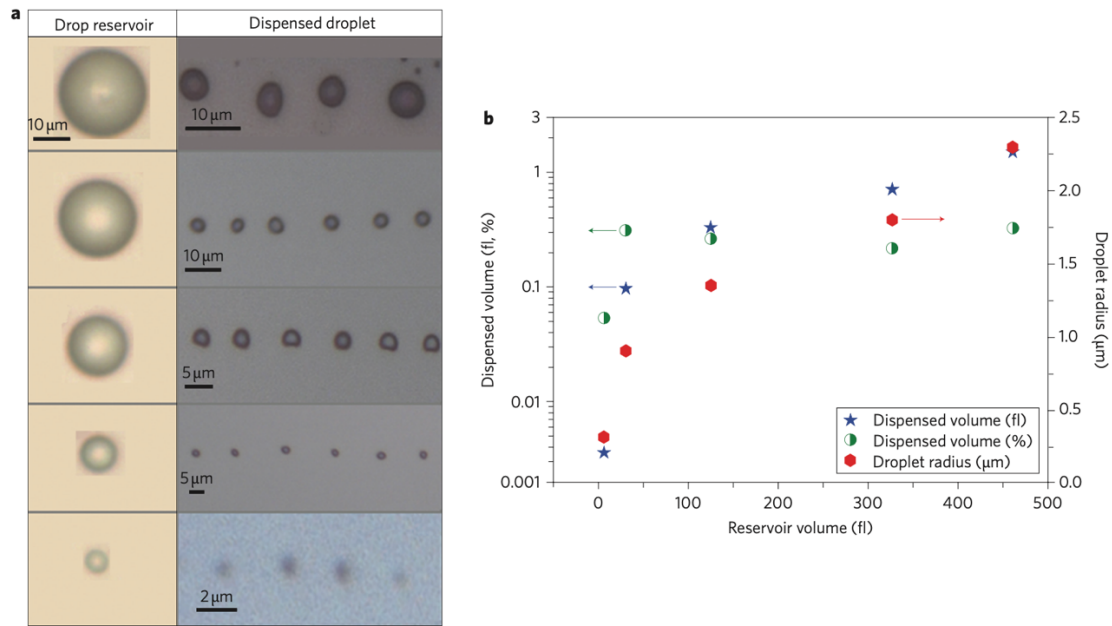 a
Drop reservoir
Dispensed droplet
10 μm
10 μm
10 μm
5 μm
5 μm
2 μm
b
Dispensed volume (fl, %)
3
1
0.1
0.01
0.001
2.5
2.0
1.5
1.0
0.5
0.0
Droplet radius (μm)
Dispensed volume (fl)
Dispensed volume (%)
Droplet radius (μm)
0 100 200 300 400 500
Reservoir volume (fl)